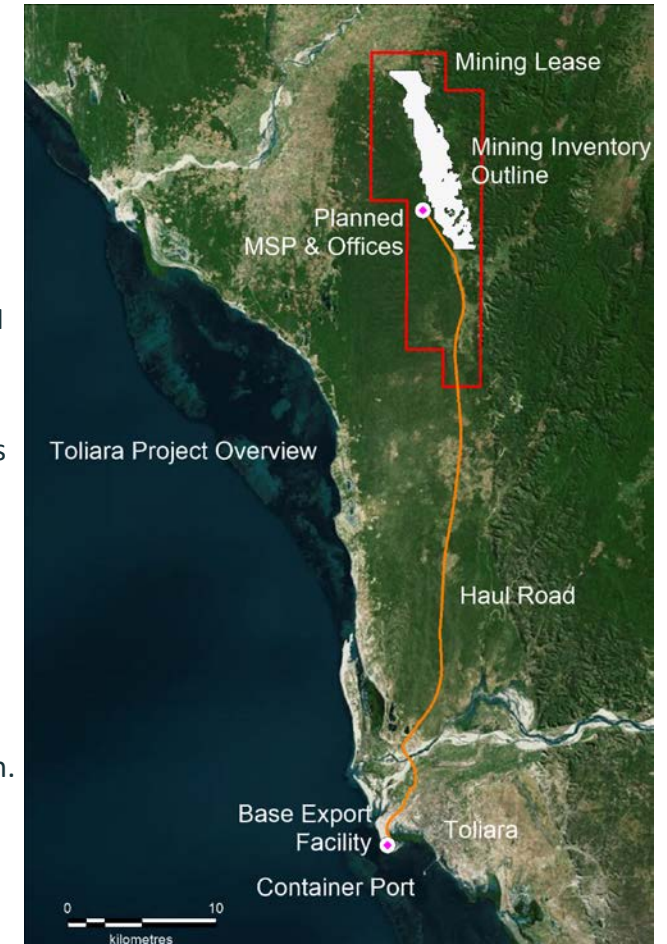 Mining Lease
Mining Inventory
Outline
Planned
MSP & Offices
s
Toliara Project Overview
Haul Road
n.
Base Export
Facility
Toliara
Container Port
0 10
kilometres